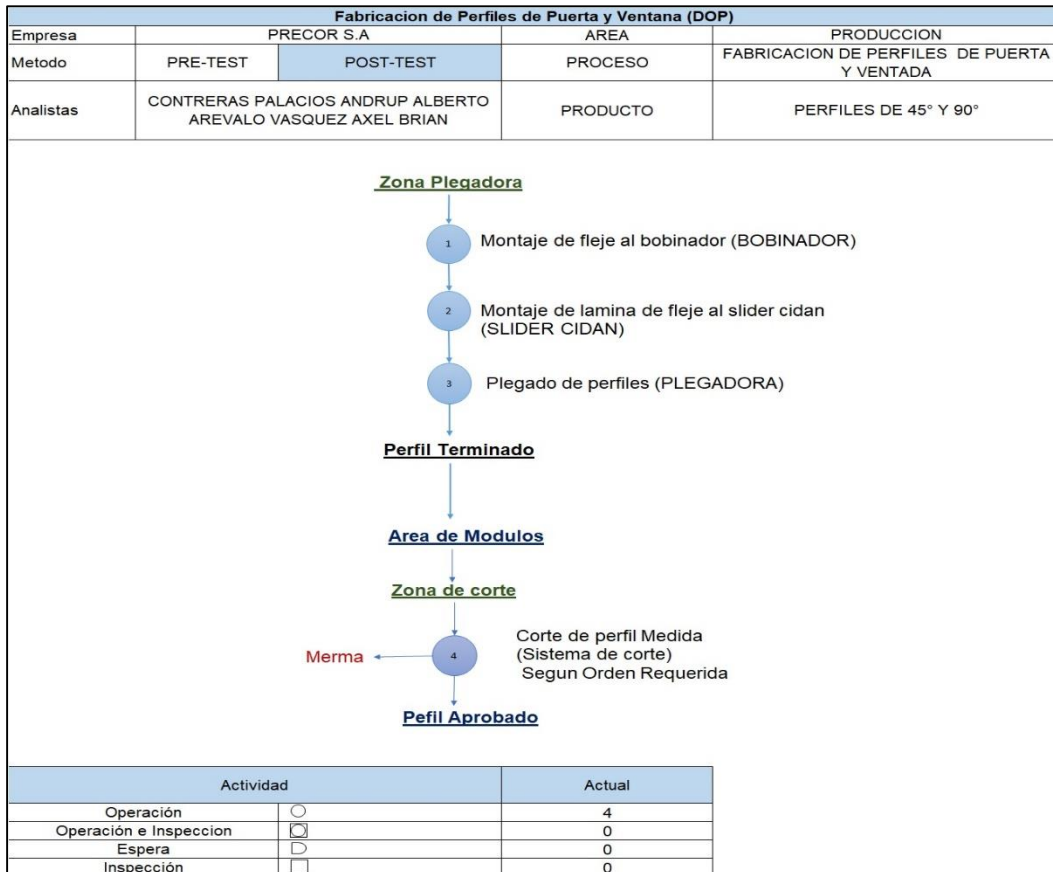 Fabricacion de Perfiles de Puerta y Ventana (DOP)
Empresa PRECOR S.A AREA PRODUCCION
Metodo PRE-TEST POST-TEST PROCESO FABRICACION DE PERFILES DE PUERTA
Y VENTADA
Analistas CONTRERAS PALACIOS ANDRUP ALBERTO
AREVALO VASQUEZ AXEL BRIAN PRODUCTO PERFILES DE 45° Y 90°
Zona Plegadora
1 Montaje de fleje al bobinador (BOBINADOR)
2 Montaje de lamina de fleje al slider cidan
(SLIDER CIDAN)
3 Plegado de perfiles (PLEGADORA)
Perfil Terminado
Area de Modulos
Zona de corte
Corte de perfil Medida
Merma 4 (Sistema de corte)
Segun Orden Requerida
Pefil Aprobado
Actividad Actual
Operación 4
Operación e Inspeccion 0
Espera 0
Inspección 0